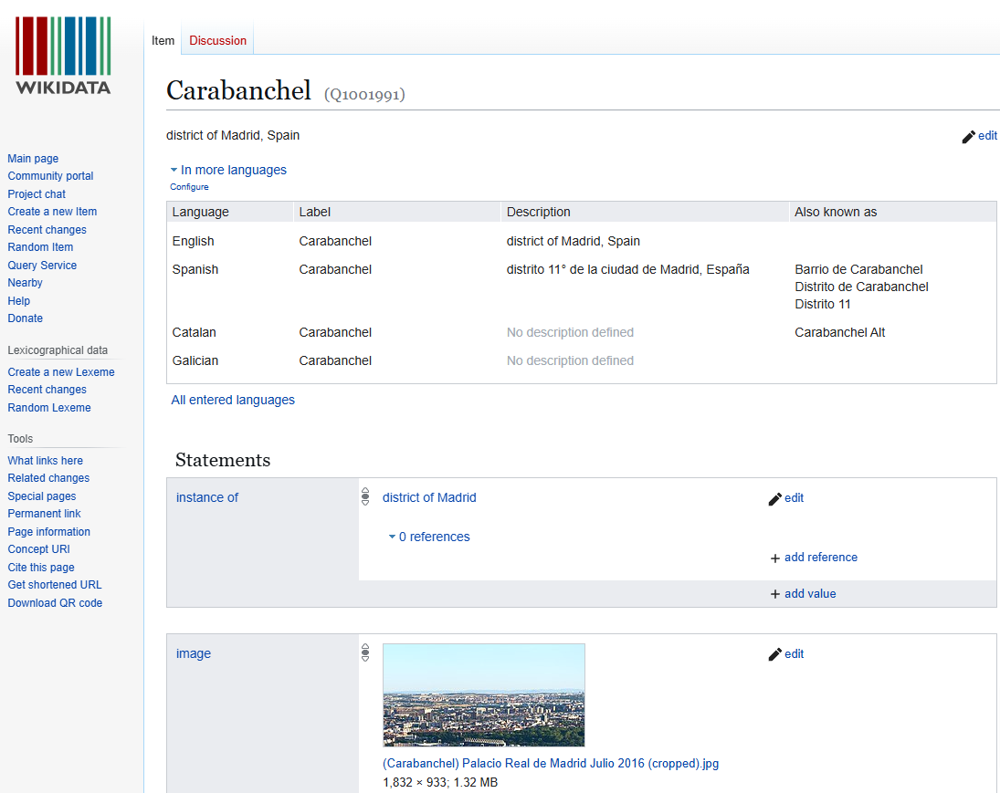 WIKIDATA
Item Discussion
Carabanchel (Q1001991)
district of Madrid, Spain edit
In more languages
Configure
Language Label Description Also known as
English Carabanchel district of Madrid, Spain
Spanish Carabanchel distrito 11° de la ciudad de Madrid, España Barrio de Carabanchel
Distrito de Carabanchel
Distrito 11
Catalan Carabanchel No description defined Carabanchel Alt
Galician Carabanchel No description defined
All entered languages
Statements
instance of district of Madrid edit
0 references
+ add reference
+ add value
image edit
(Carabanchel) Palacio Real de Madrid Julio 2016 (cropped).jpg
1,832 × 933; 1.32 MB
Main page
Community portal
Project chat
Create a new Item
Recent changes
Random Item
Query Service
Nearby
Help
Donate
Lexicographical data
Create a new Lexeme
Recent changes
Random Lexeme
Tools
What links here
Related changes
Special pages
Permanent link
Page information
Concept URI
Cite this page
Get shortened URL
Download QR code